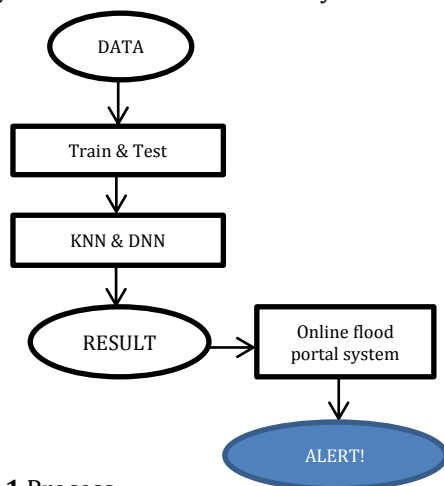 DATA
Train & Test
KNN & DNN
RESULT
Online flood
portal system
ALERT!
1 Process